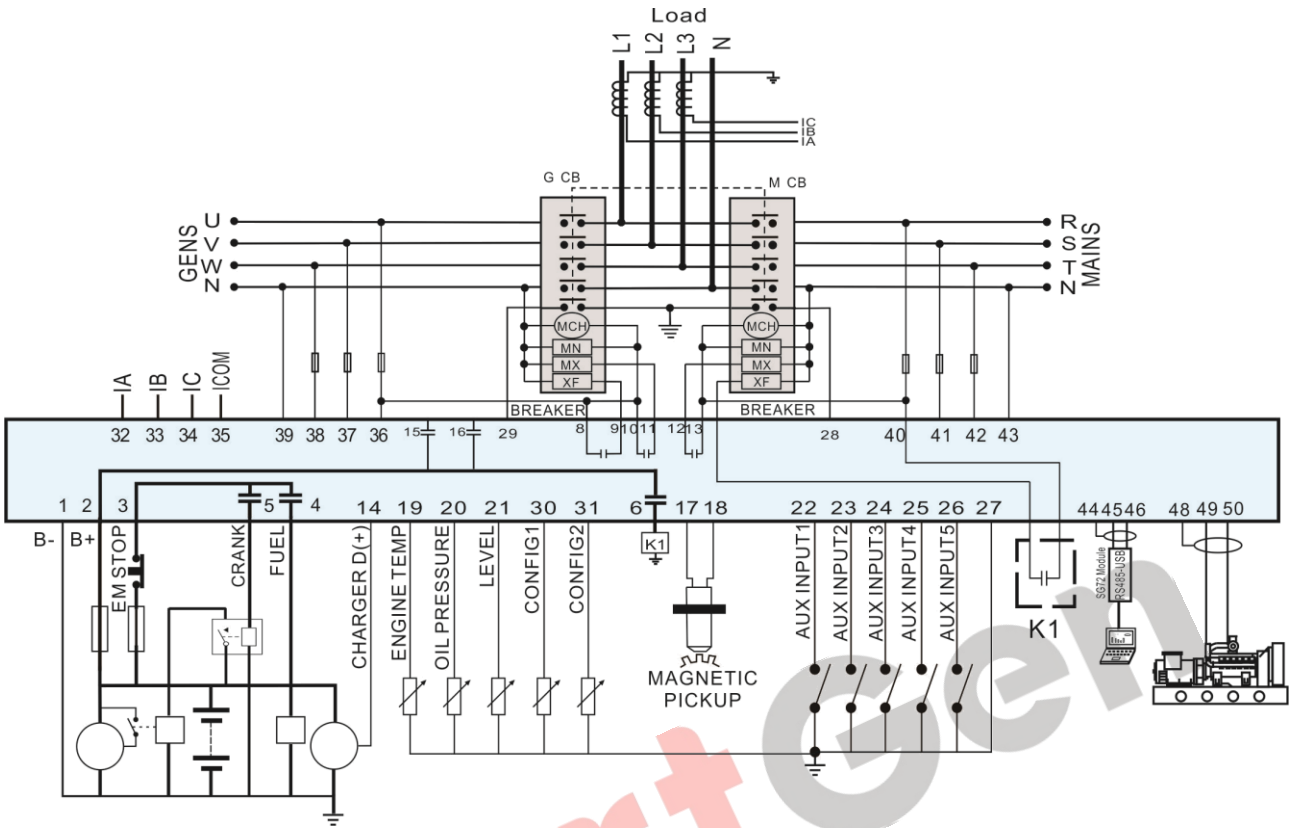 Load
L1 L2 L3 N
IC
IB
IA
G CB
M CB
GENS
U
V
W
N
R
S
T
N
MAINS
MCH
MN
MX
XF
MCH
MN
MX
XF
BREAKER
BREAKER
IA IB IC ICOM
32 33 34 35 39 38 37 36 15 16 29 8 9 10 11 12 13 28 40 41 42 43
1 2 3 5 4 14 19 20 21 30 31 6 17 18 22 23 24 25 26 27 44 45 46 48 49 50
B- B+
EM STOP
CRANK
FUEL
CHARGER D(+)
ENGINE TEMP
OIL PRESSURE
LEVEL
CONFIG1
CONFIG2
K1
MAGNETIC
PICKUP
AUX INPUT1
AUX INPUT2
AUX INPUT3
AUX INPUT4
AUX INPUT5
K1
SG72 Module
RS485-USB
rtGen